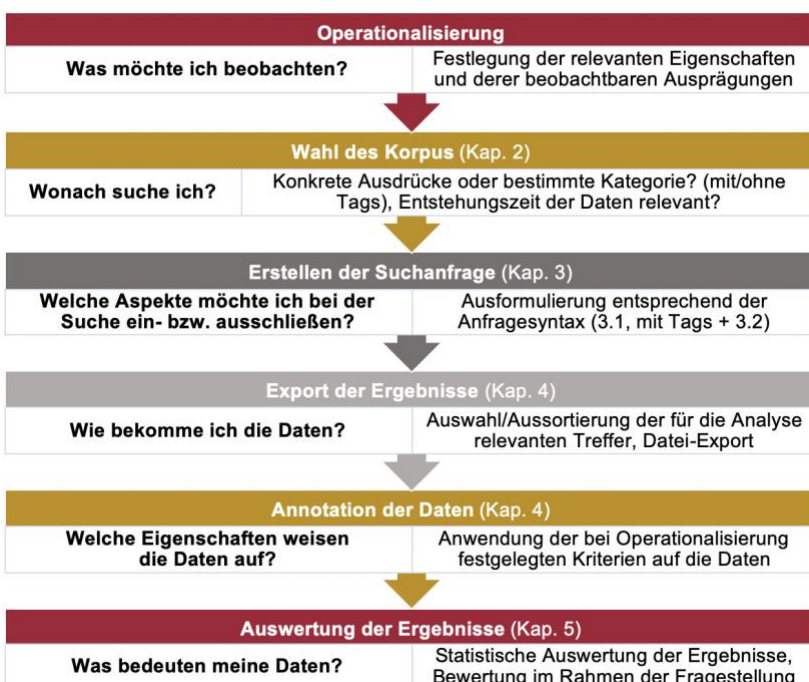 Operationalisierung
Was möchte ich beobachten?
Festlegung der relevanten Eigenschaften
und derer beobachtbaren Ausprägungen
Wahl des Korpus (Kap. 2)
Wonach suche ich?
Konkrete Ausdrücke oder bestimmte Kategorie? (mit/ohne
Tags), Entstehungszeit der Daten relevant?
Erstellen der Suchanfrage (Kap. 3)
Welche Aspekte möchte ich bei der
Suche ein- bzw. ausschließen?
Ausformulierung entsprechend der
Anfragesyntax (3.1, mit Tags + 3.2)
Export der Ergebnisse (Kap. 4)
Wie bekomme ich die Daten?
Auswahl/Aussortierung der für die Analyse
relevanten Treffer, Datei-Export
Annotation der Daten (Kap. 4)
Welche Eigenschaften weisen
die Daten auf?
Anwendung der bei Operationalisierung
festgelegten Kriterien auf die Daten
Auswertung der Ergebnisse (Kap. 5)
Was bedeuten meine Daten?
Statistische Auswertung der Ergebnisse,
Bewertung im Rahmen der Fragestellung